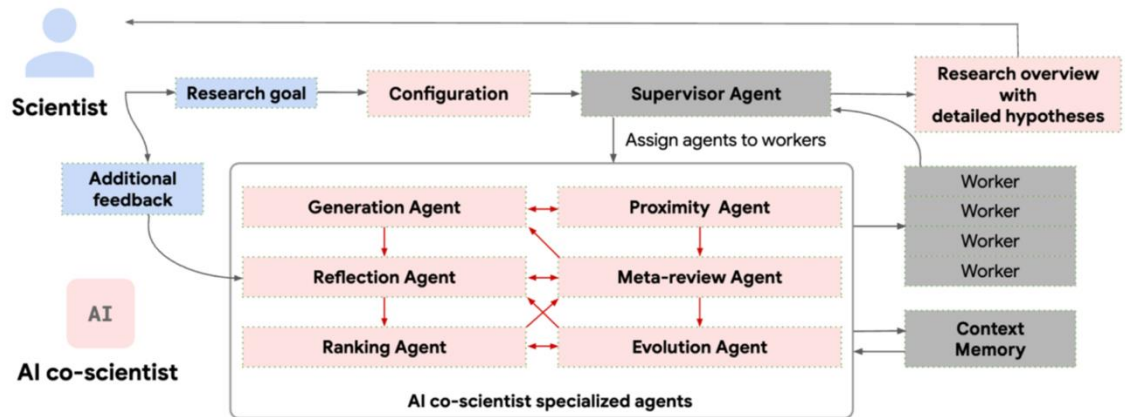 Scientist
Research goal
Configuration
Supervisor Agent
Research overview
with
detailed hypotheses
Assign agents to workers
Additional
feedback
Generation Agent
Proximity Agent
Reflection Agent
Meta-review Agent
Ranking Agent
Evolution Agent
AI co-scientist specialized agents
Worker
Worker
Worker
Worker
Context
Memory
AI
AI co-scientist